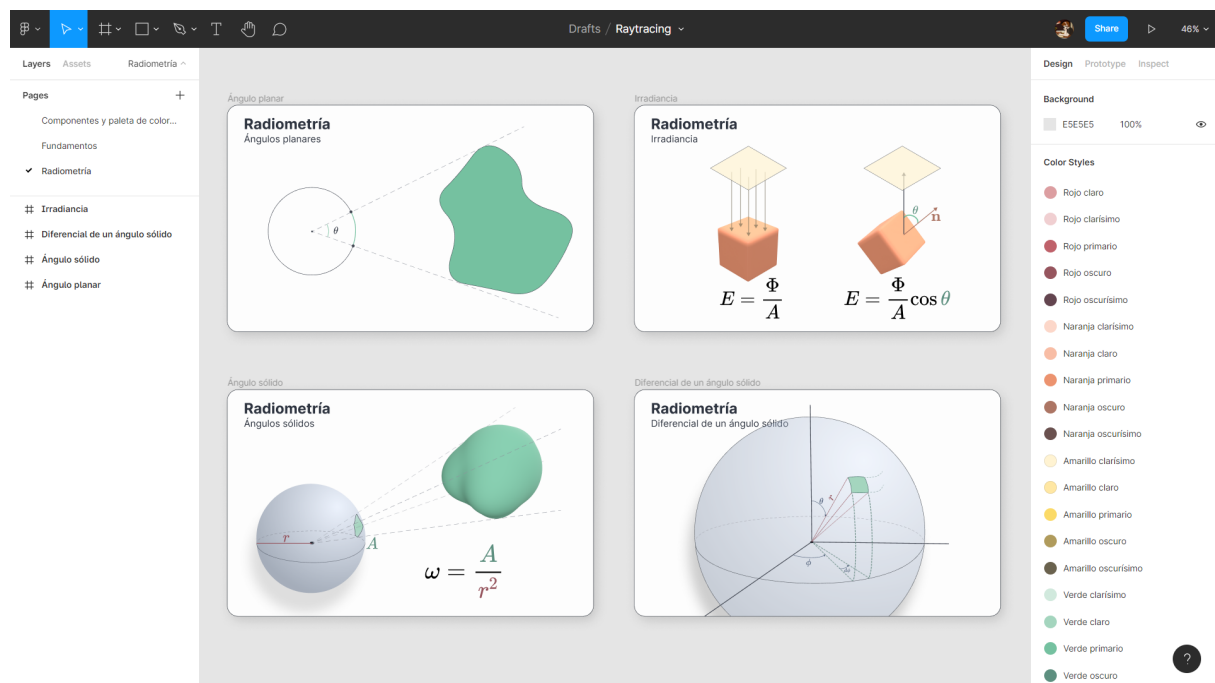 Drafts / Raytracing
Share
46%
Layers Assets Radiometría
Pages
Componentes y paleta de color...
Fundamentos
Radiometría
Irradiancia
Diferencial de un ángulo sólido
Ángulo sólido
Ángulo planar
Ángulo planar
Radiometría
Ángulos planares
θ
Irradiancia
Radiometría
Irradiancia
θ
n
E = Φ/A
E = Φ/A cos θ
Ángulo sólido
Radiometría
Ángulos sólidos
r
A
ω = A/r²
Diferencial de un ángulo sólido
Radiometría
Diferencial de un ángulo sólido
θ
r
ϕ
Design Prototype Inspect
Background
E5E5E5 100%
Color Styles
Rojo claro
Rojo clarísimo
Rojo primario
Rojo oscuro
Rojo oscurísimo
Naranja clarísimo
Naranja claro
Naranja primario
Naranja oscuro
Naranja oscurísimo
Amarillo clarísimo
Amarillo claro
Amarillo primario
Amarillo oscuro
Amarillo oscurísimo
Verde clarísimo
Verde claro
Verde primario
Verde oscuro
?